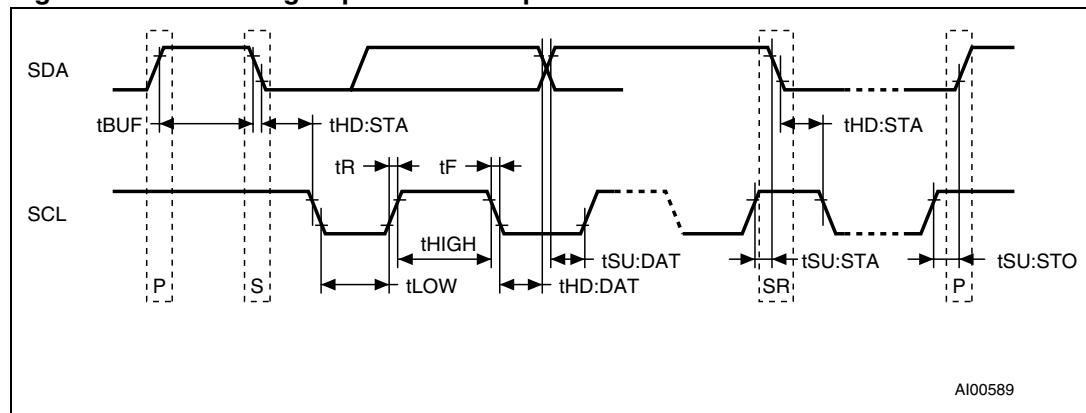 SDA
tBUF
tHD:STA
tHD:STA
tR
tF
SCL
tHIGH
tSU:DAT
tSU:STA
tSU:STO
P
S
tLOW
tHD:DAT
SR
P
AI00589